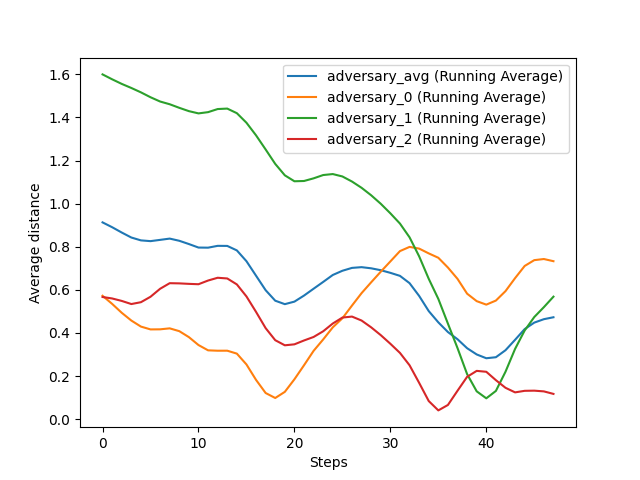 adversary_avg (Running Average)
adversary_0 (Running Average)
adversary_1 (Running Average)
adversary_2 (Running Average)
Average distance
1.6
1.4
1.2
1.0
0.8
0.6
0.4
0.2
0.0
0 10 20 30 40
Steps